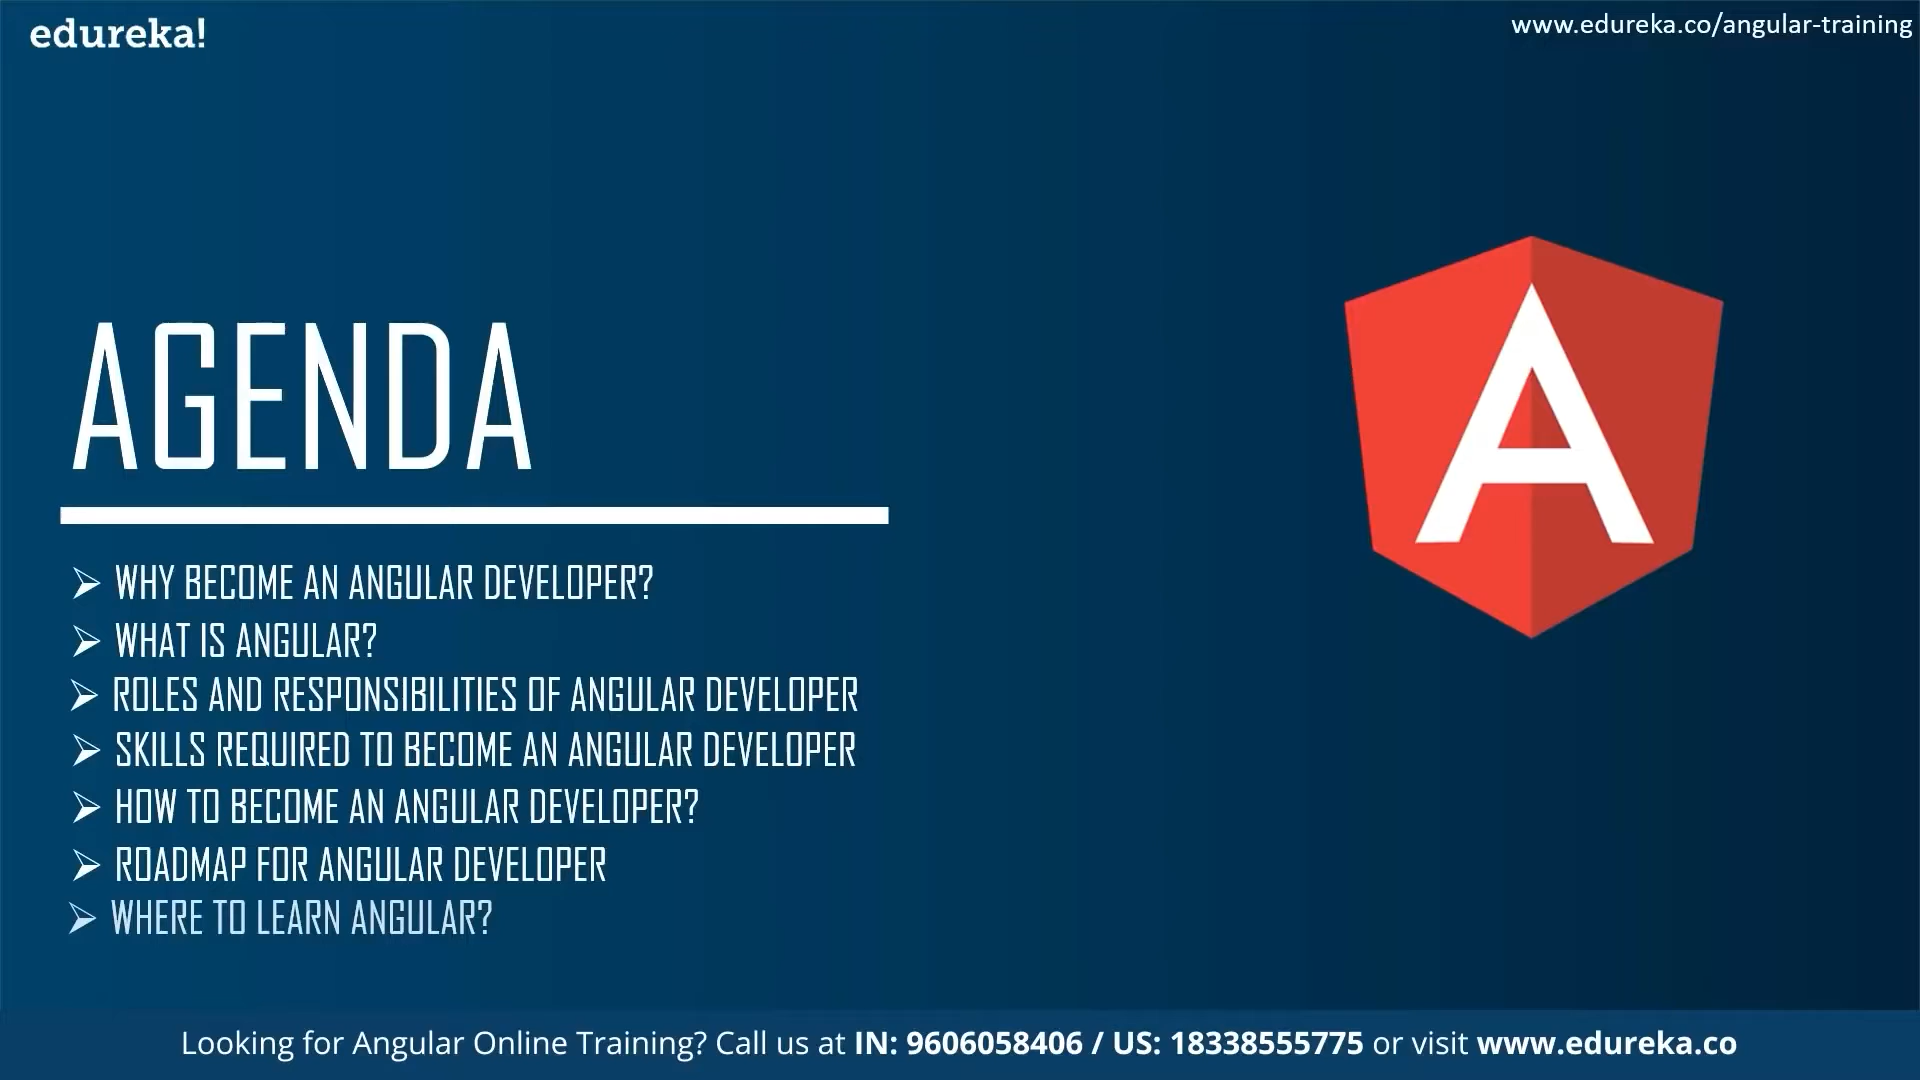 edureka!
www.edureka.co/angular-training
A
AGENDA
➢ WHY BECOME AN ANGULAR DEVELOPER?
➢ WHAT IS ANGULAR?
➢ ROLES AND RESPONSIBILITIES OF ANGULAR DEVELOPER
➢ SKILLS REQUIRED TO BECOME AN ANGULAR DEVELOPER
➢ HOW TO BECOME AN ANGULAR DEVELOPER?
➢ ROADMAP FOR ANGULAR DEVELOPER
➢ WHERE TO LEARN ANGULAR?
Looking for Angular Online Training? Call us at IN: 9606058406 / US: 18338555775 or visit www.edureka.co